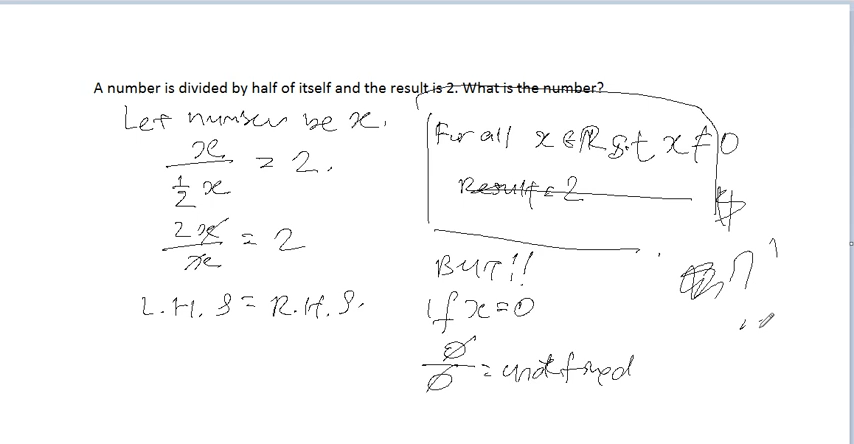 A number is divided by half of itself and the result is 2. What is the number?
Let number be x.
x / ½ x = 2.
2x / x = 2
L.H.S = R.H.S.
For all x ∈ R s.t x ≠ 0
Result = 2
BUT!!
If x = 0
0 / 0 = undefined